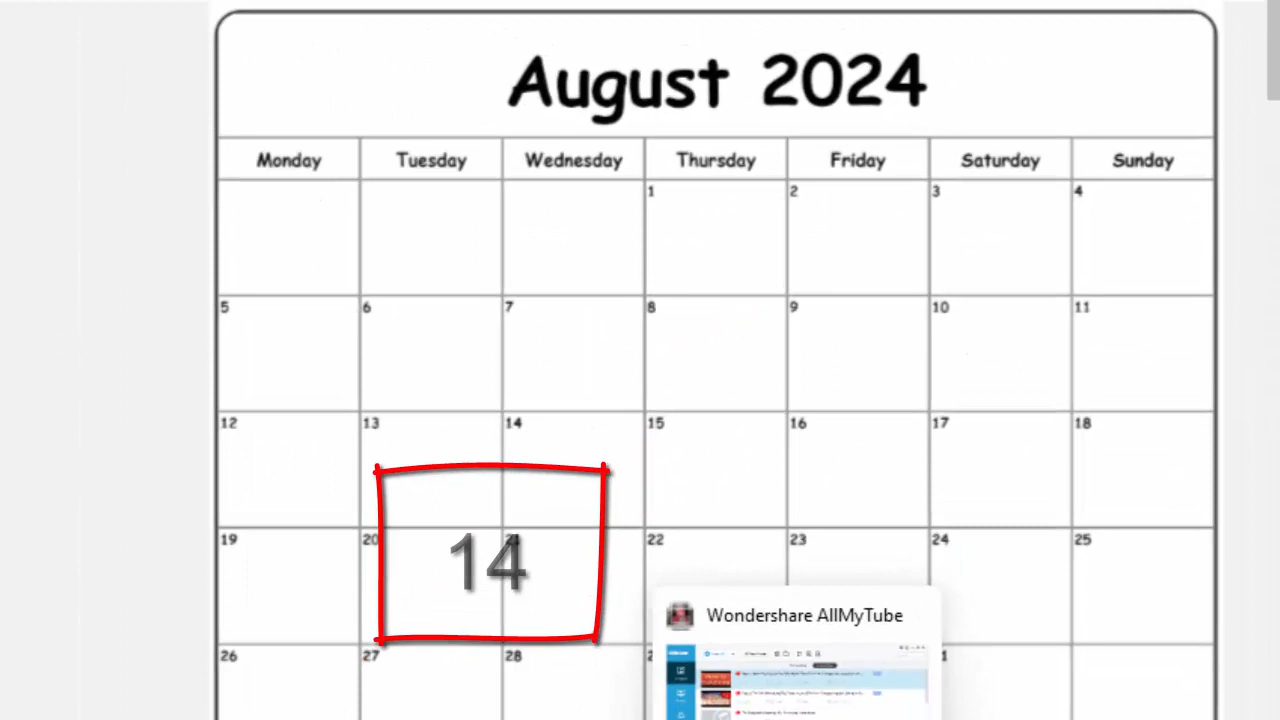 August 2024
Monday Tuesday Wednesday Thursday Friday Saturday Sunday
1 2 3 4
5 6 7 8 9 10 11
12 13 14 15 16 17 18
19 20 21 22 23 24 25
14
Wondershare AllMyTube
26 27 28